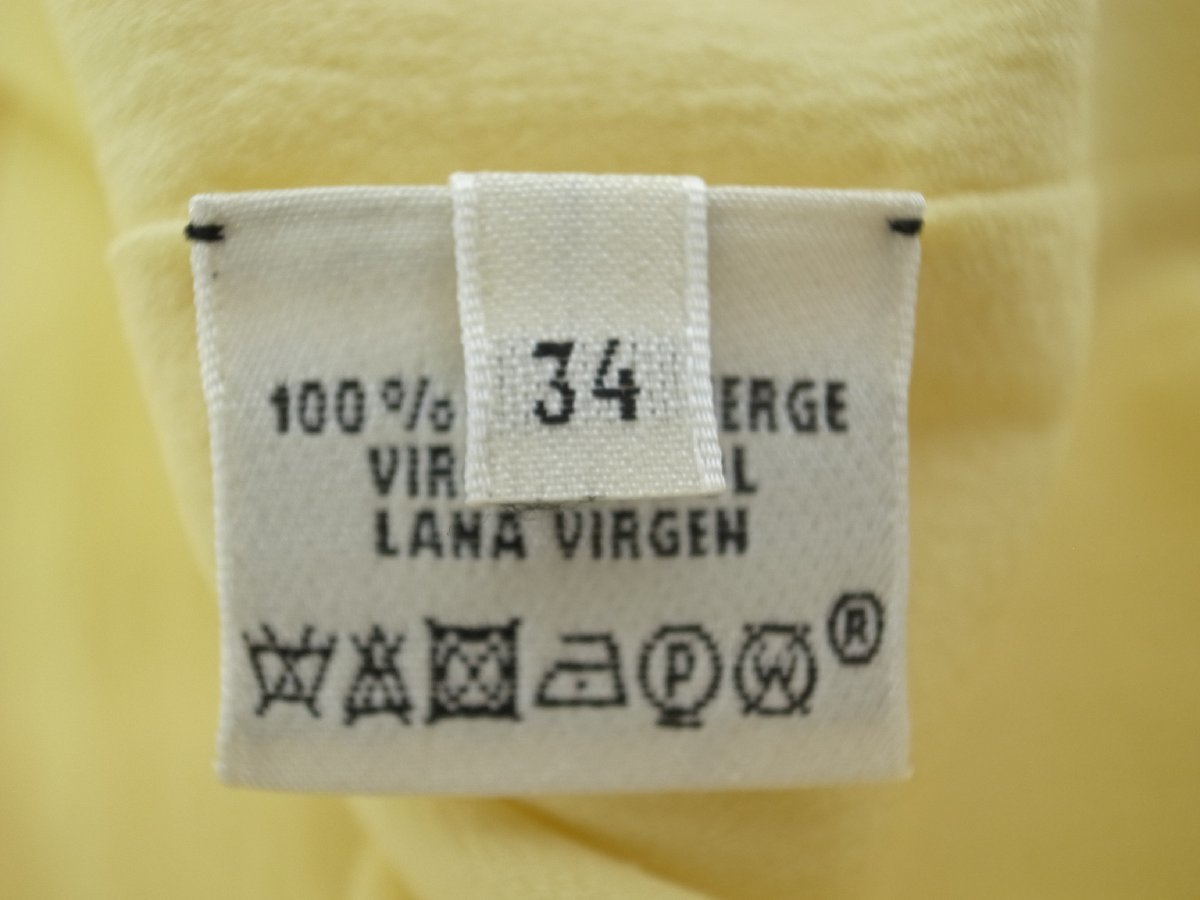 34
100% ERGE
VIR L
LANA VIRGEN
P W ®